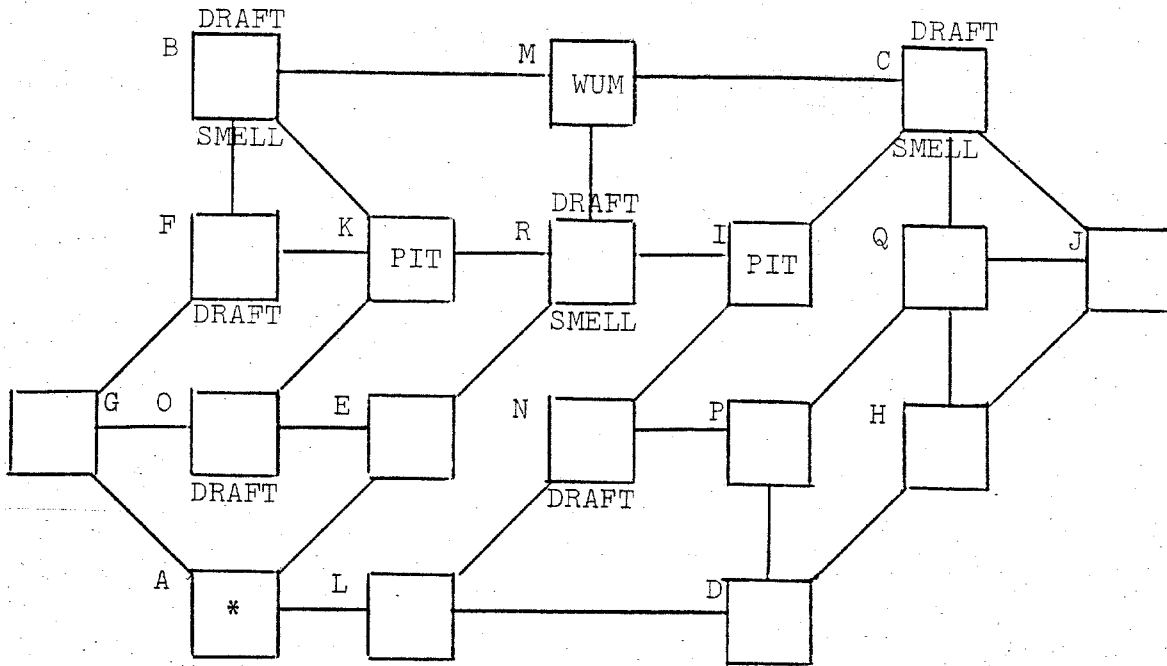 DRAFT
DRAFT
B M C
WUM
SMELL
SMELL
DRAFT
F K R I Q J
PIT PIT
DRAFT
SMELL
G O E N P H
DRAFT
DRAFT
A L D
*